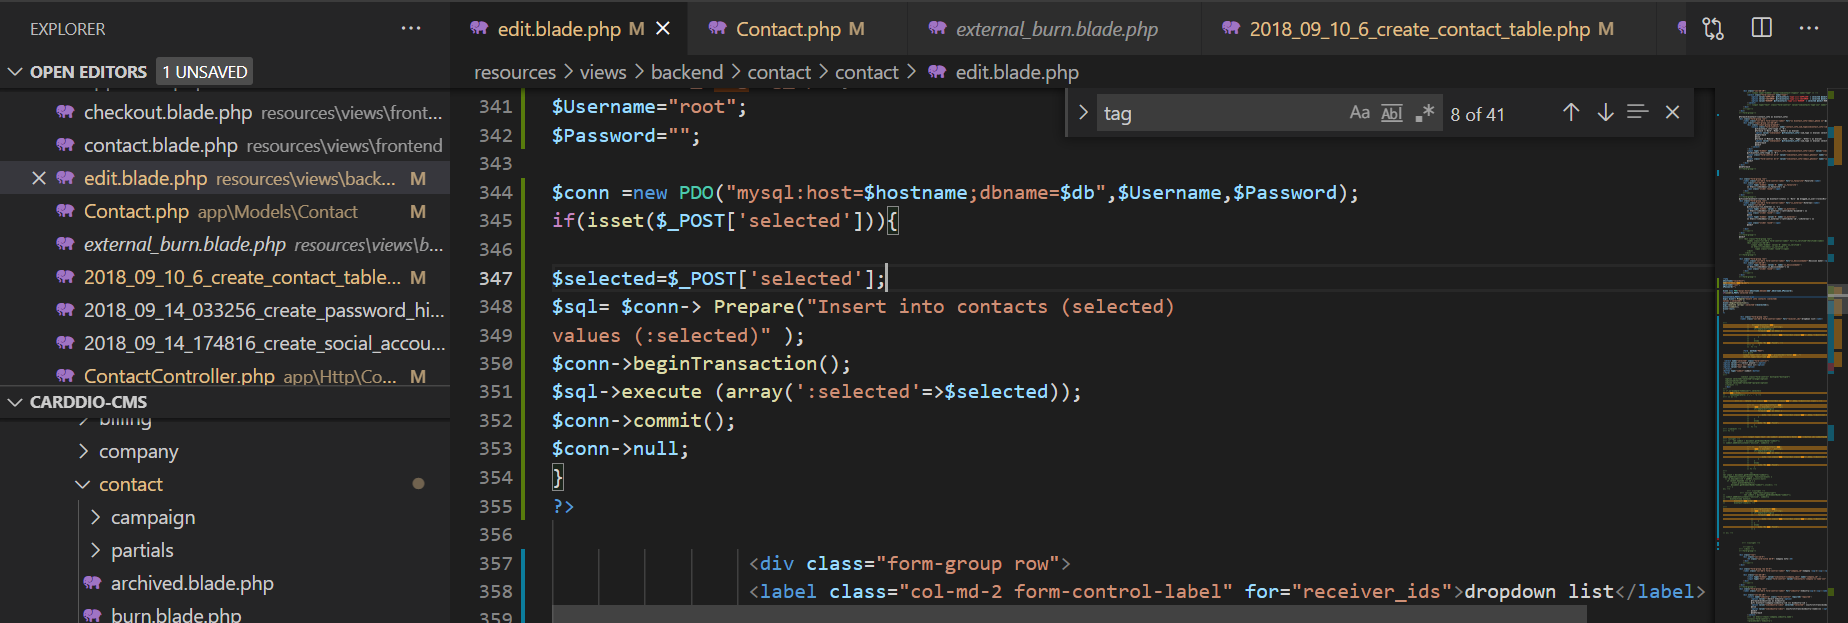 EXPLORER
OPEN EDITORS 1 UNSAVED
checkout.blade.php resources\views\front...
contact.blade.php resources\views\frontend
edit.blade.php resources\views\back... M
Contact.php app\Models\Contact M
external_burn.blade.php resources\views\b...
2018_09_10_6_create_contact_table... M
2018_09_14_033256_create_password_hi...
2018_09_14_174816_create_social_accou...
ContactController.php app\Http\Co... M
CARDDIO-CMS
billing
company
contact
campaign
partials
archived.blade.php
burn.blade.php
edit.blade.php M
Contact.php M
external_burn.blade.php
2018_09_10_6_create_contact_table.php M
resources > views > backend > contact > contact > edit.blade.php
tag Aa Abl .* 8 of 41
341 $Username="root";
342 $Password="";
343
344 $conn =new PDO("mysql:host=$hostname;dbname=$db",$Username,$Password);
345 if(isset($_POST['selected'])){
346
347 $selected=$_POST['selected'];
348 $sql= $conn-> Prepare("Insert into contacts (selected)
349 values (:selected)" );
350 $conn->beginTransaction();
351 $sql->execute (array(':selected'=>$selected));
352 $conn->commit();
353 $conn->null;
354 }
355 ?>
356
357 <div class="form-group row">
358 <label class="col-md-2 form-control-label" for="receiver_ids">dropdown list</label>
359